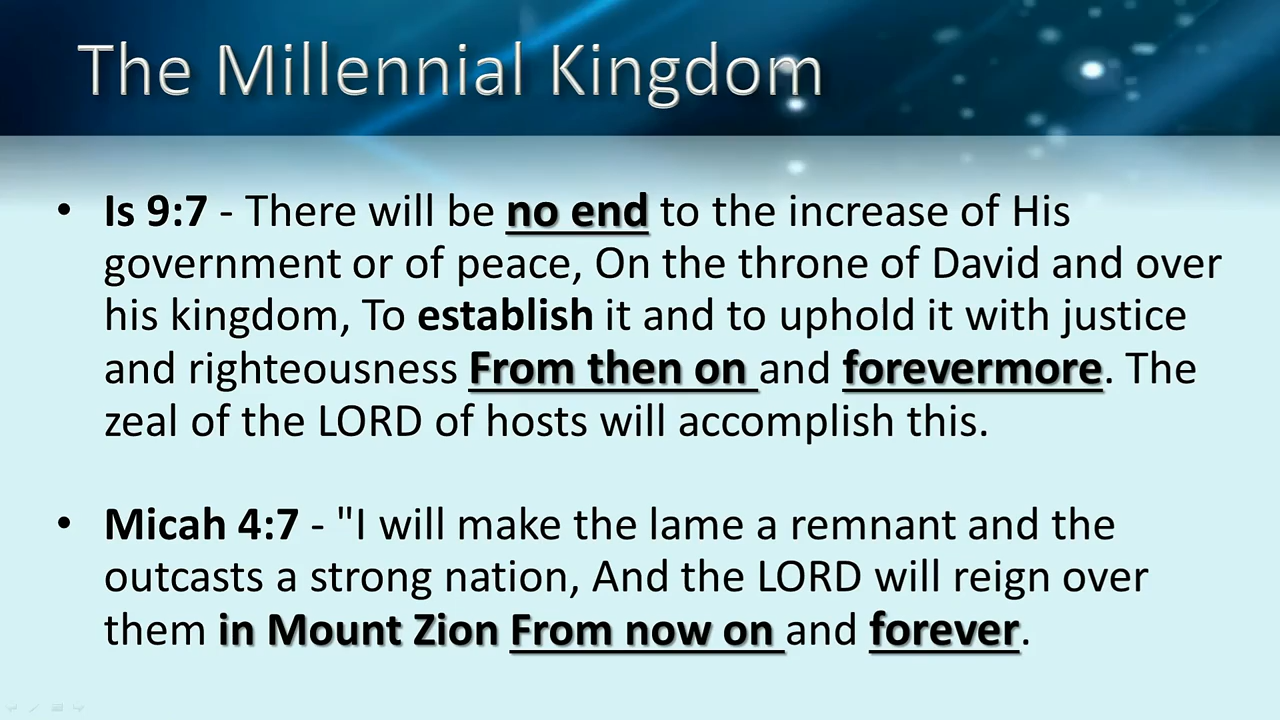 The Millennial Kingdom
• Is 9:7 - There will be no end to the increase of His
government or of peace, On the throne of David and over
his kingdom, To establish it and to uphold it with justice
and righteousness From then on and forevermore. The
zeal of the LORD of hosts will accomplish this.
• Micah 4:7 - "I will make the lame a remnant and the
outcasts a strong nation, And the LORD will reign over
them in Mount Zion From now on and forever.